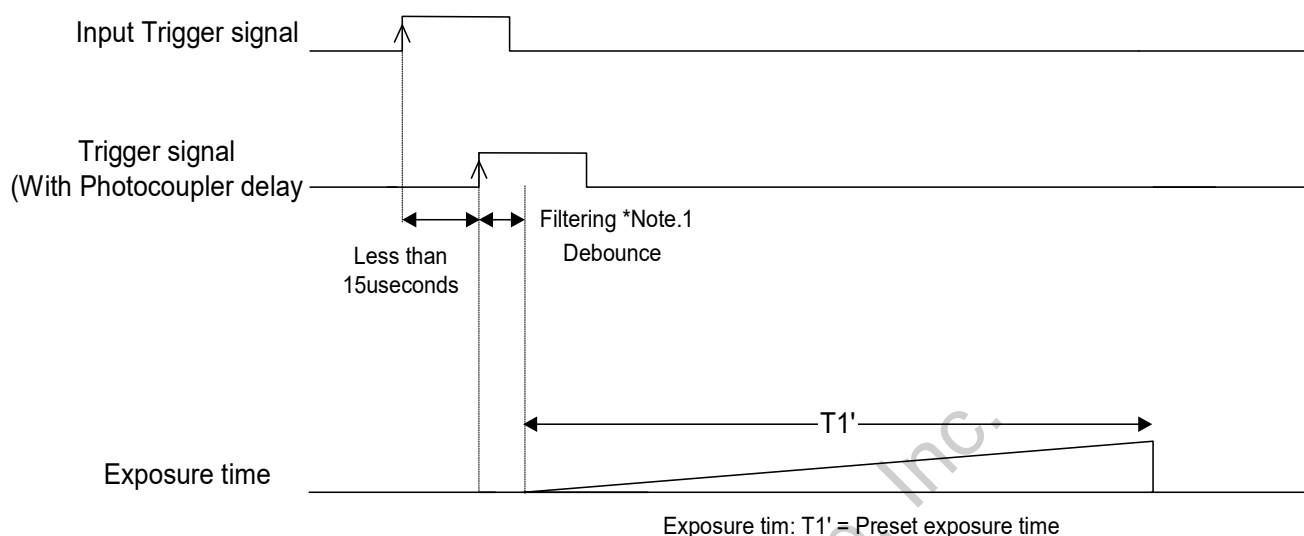 Input Trigger signal
Trigger signal
(With Photocoupler delay
Filtering *Note.1
Debounce
Less than
15useconds
T1'
Exposure time
Exposure tim: T1' = Preset exposure time
Inc.